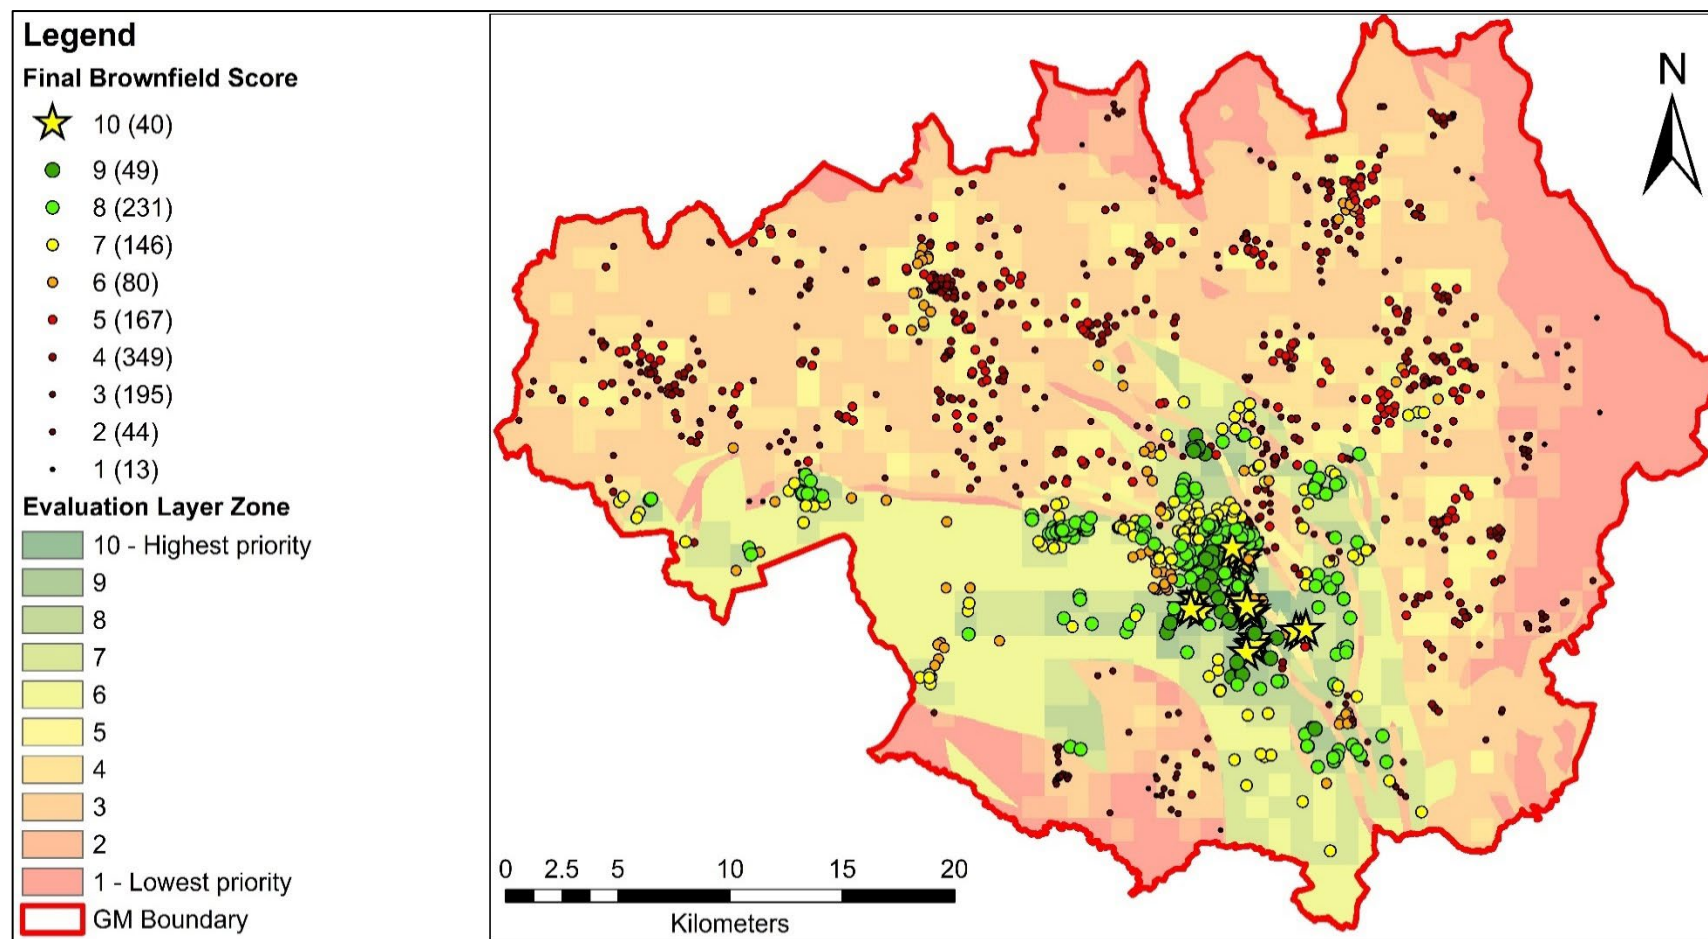 Legend
Final Brownfield Score
10 (40)
9 (49)
8 (231)
7 (146)
6 (80)
5 (167)
4 (349)
3 (195)
2 (44)
1 (13)
Evaluation Layer Zone
10 - Highest priority
9
8
7
6
5
4
3
2
1 - Lowest priority
GM Boundary
N
0 2.5 5 10 15 20
Kilometers